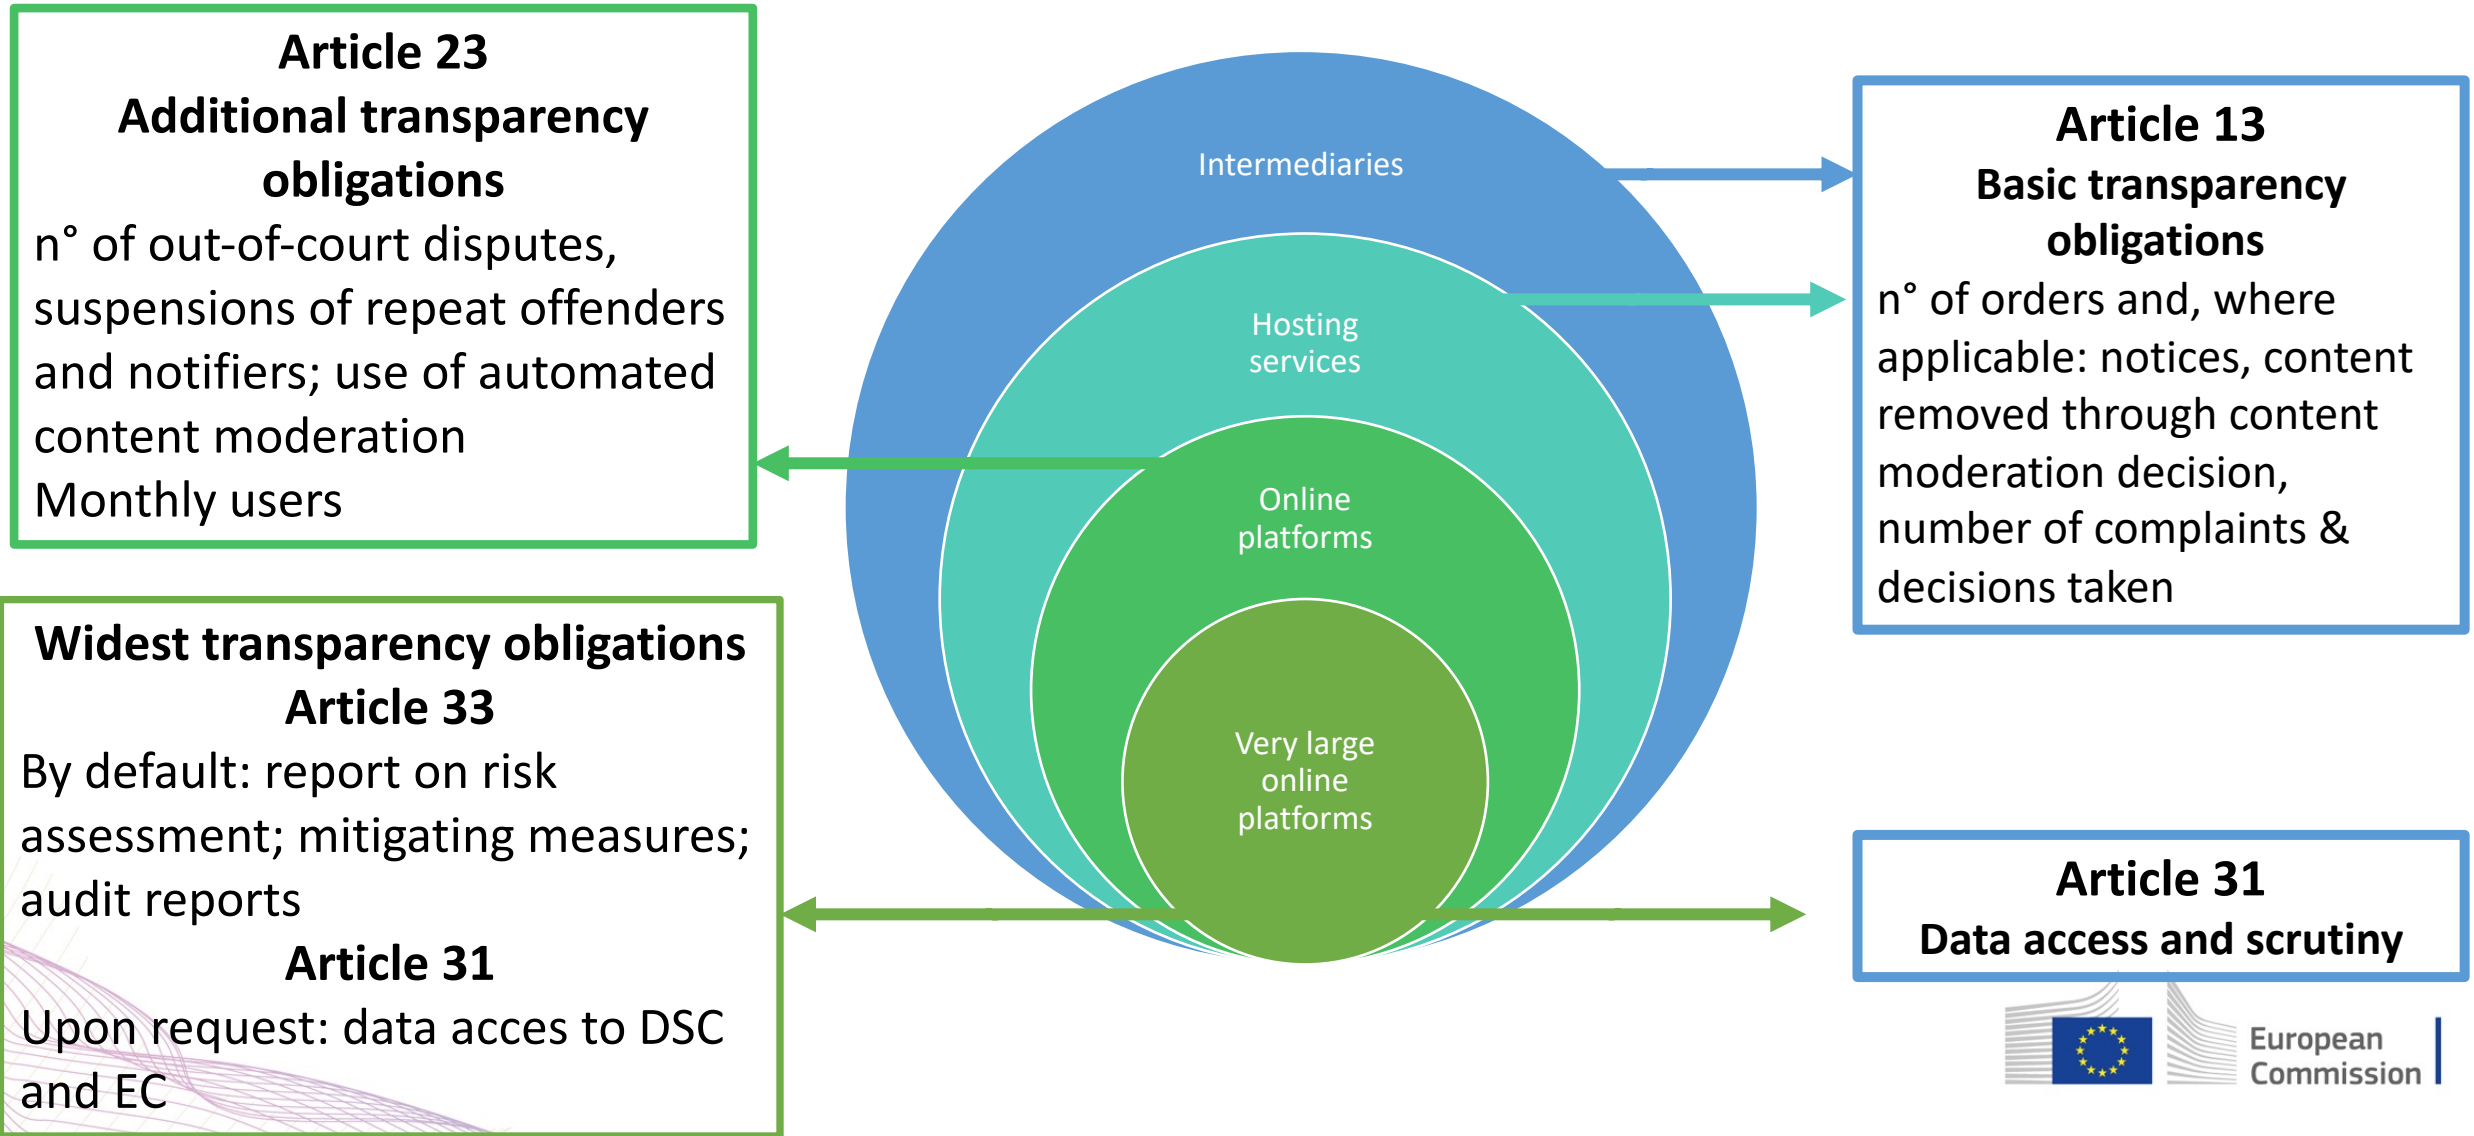 Article 23
Additional transparency
obligations
n° of out-of-court disputes,
suspensions of repeat offenders
and notifiers; use of automated
content moderation
Monthly users
Widest transparency obligations
Article 33
By default: report on risk
assessment; mitigating measures;
audit reports
Article 31
Upon request: data acces to DSC
and EC
Intermediaries
Hosting
services
Online
platforms
Very large
online
platforms
Article 13
Basic transparency
obligations
n° of orders and, where
applicable: notices, content
removed through content
moderation decision,
number of complaints &
decisions taken
Article 31
Data access and scrutiny
European
Commission